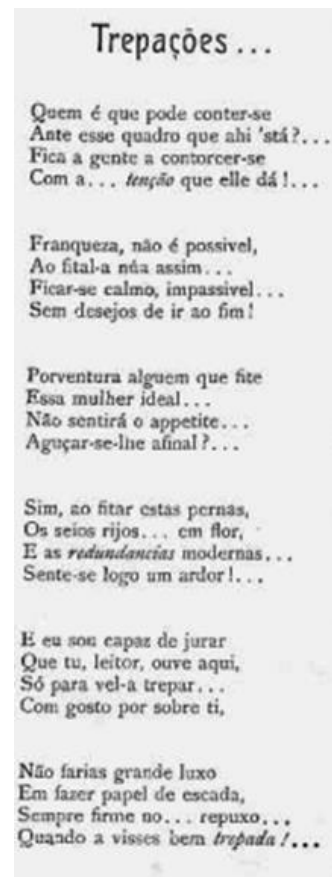 Trepações ...
Quem é que pode conter-se
Ante esse quadro que ahi 'stá?...
Fica a gente a contorcer-se
Com a... tenção que elle dá!...
Franqueza, não é possivel,
Ao fital-a núa assim...
Ficar-se calmo, impassivel...
Sem desejos de ir ao fim!
Porventura alguem que fite
Essa mulher ideal...
Não sentirá o appetite...
Aguçar-se-lhe afinal?...
Sim, ao fitar estas pernas,
Os seios rijos... em flor,
E as redundancias modernas...
Sente-se logo um ardor!...
E eu sou capaz de jurar
Que tu, leitor, ouve aqui,
Só para vel-a trepar...
Com gosto por sobre ti,
Não farias grande luxo
Em fazer papel de escada,
Sempre firme no... repuxo...
Quando a visses bem trepada!...